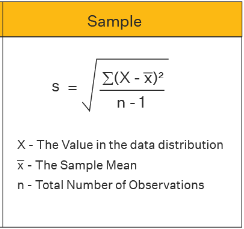 Sample
s = √ ∑(X - x̅)²
n - 1
X - The Value in the data distribution
x̅ - The Sample Mean
n - Total Number of Observations